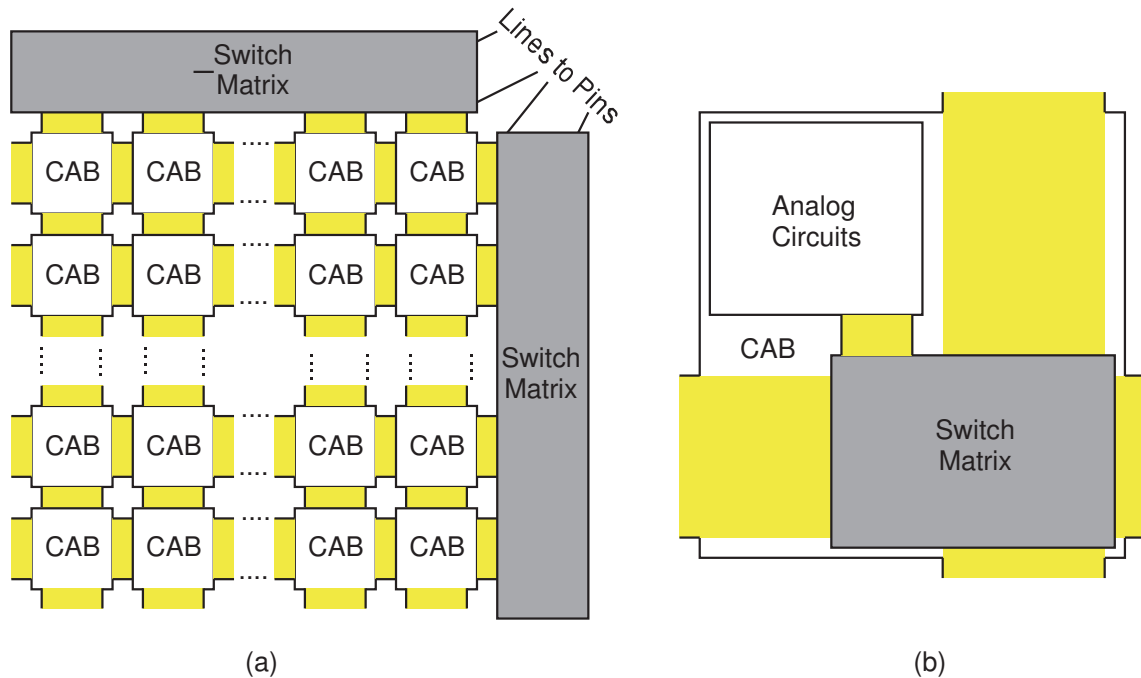 Switch
Matrix
Lines to Pins
CAB CAB CAB CAB
CAB CAB CAB CAB
CAB CAB CAB CAB
CAB CAB CAB CAB
Switch
Matrix
(a)
Analog
Circuits
CAB
Switch
Matrix
(b)